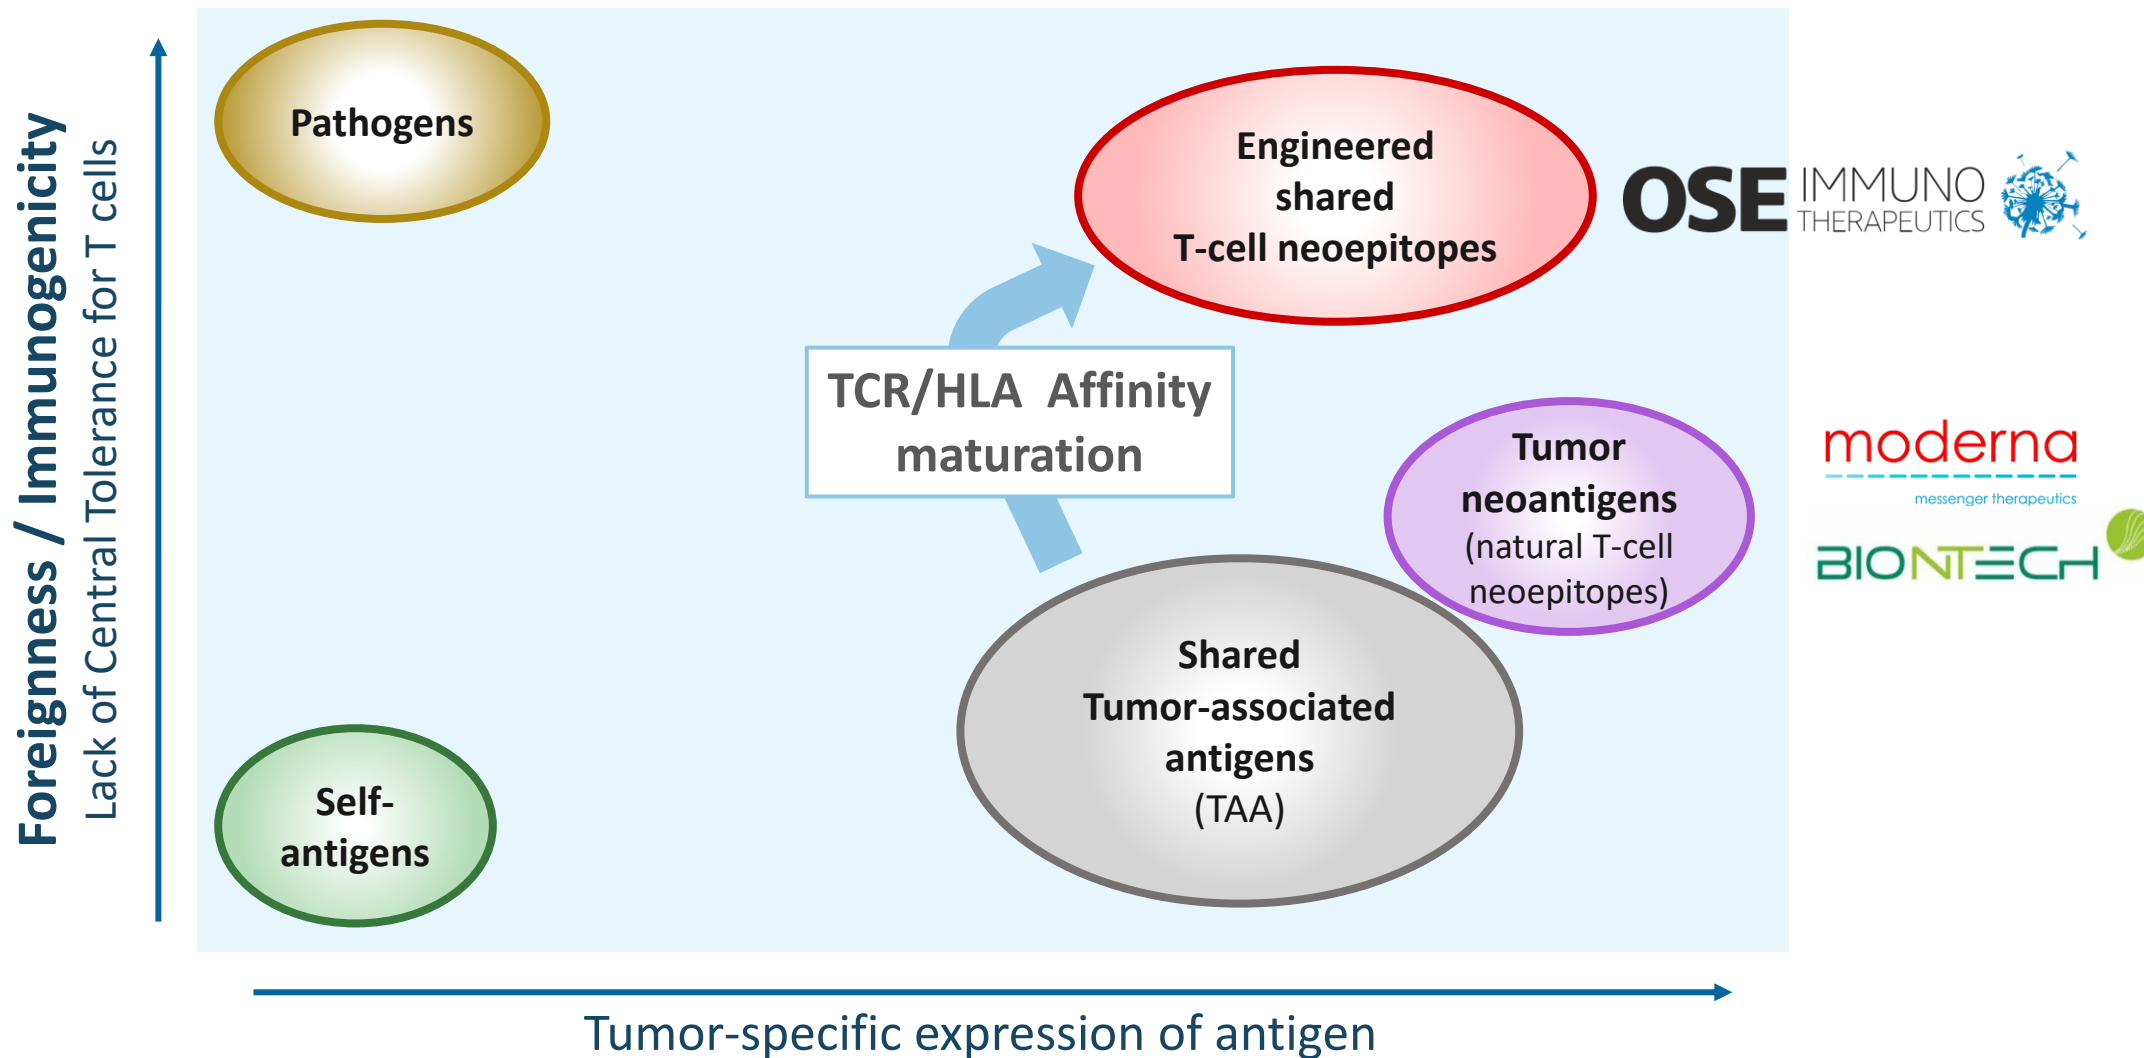 Foreignness / Immunogenicity
Lack of Central Tolerance for T cells
Pathogens
Engineered
shared
T-cell neoepitopes
OSE IMMUNO
THERAPEUTICS
TCR/HLA Affinity
maturation
Tumor
neoantigens
(natural T-cell
neoepitopes)
moderna
messenger therapeutics
BIONTECH
Shared
Tumor-associated
antigens
(TAA)
Self-
antigens
Tumor-specific expression of antigen